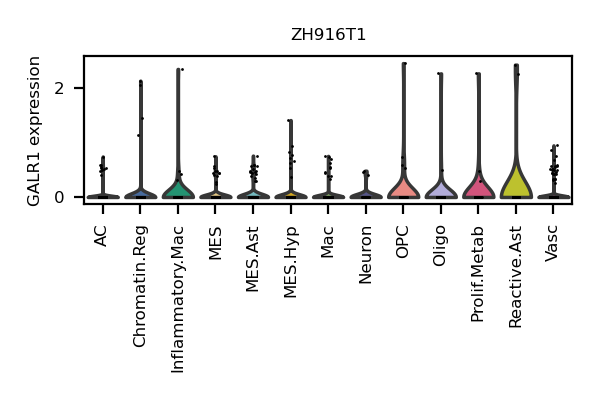 ZH916T1
GALR1 expression
2
0
AC
Chromatin.Reg
Inflammatory.Mac
MES
MES.Ast
MES.Hyp
Mac
Neuron
OPC
Oligo
Prolif.Metab
Reactive.Ast
Vasc